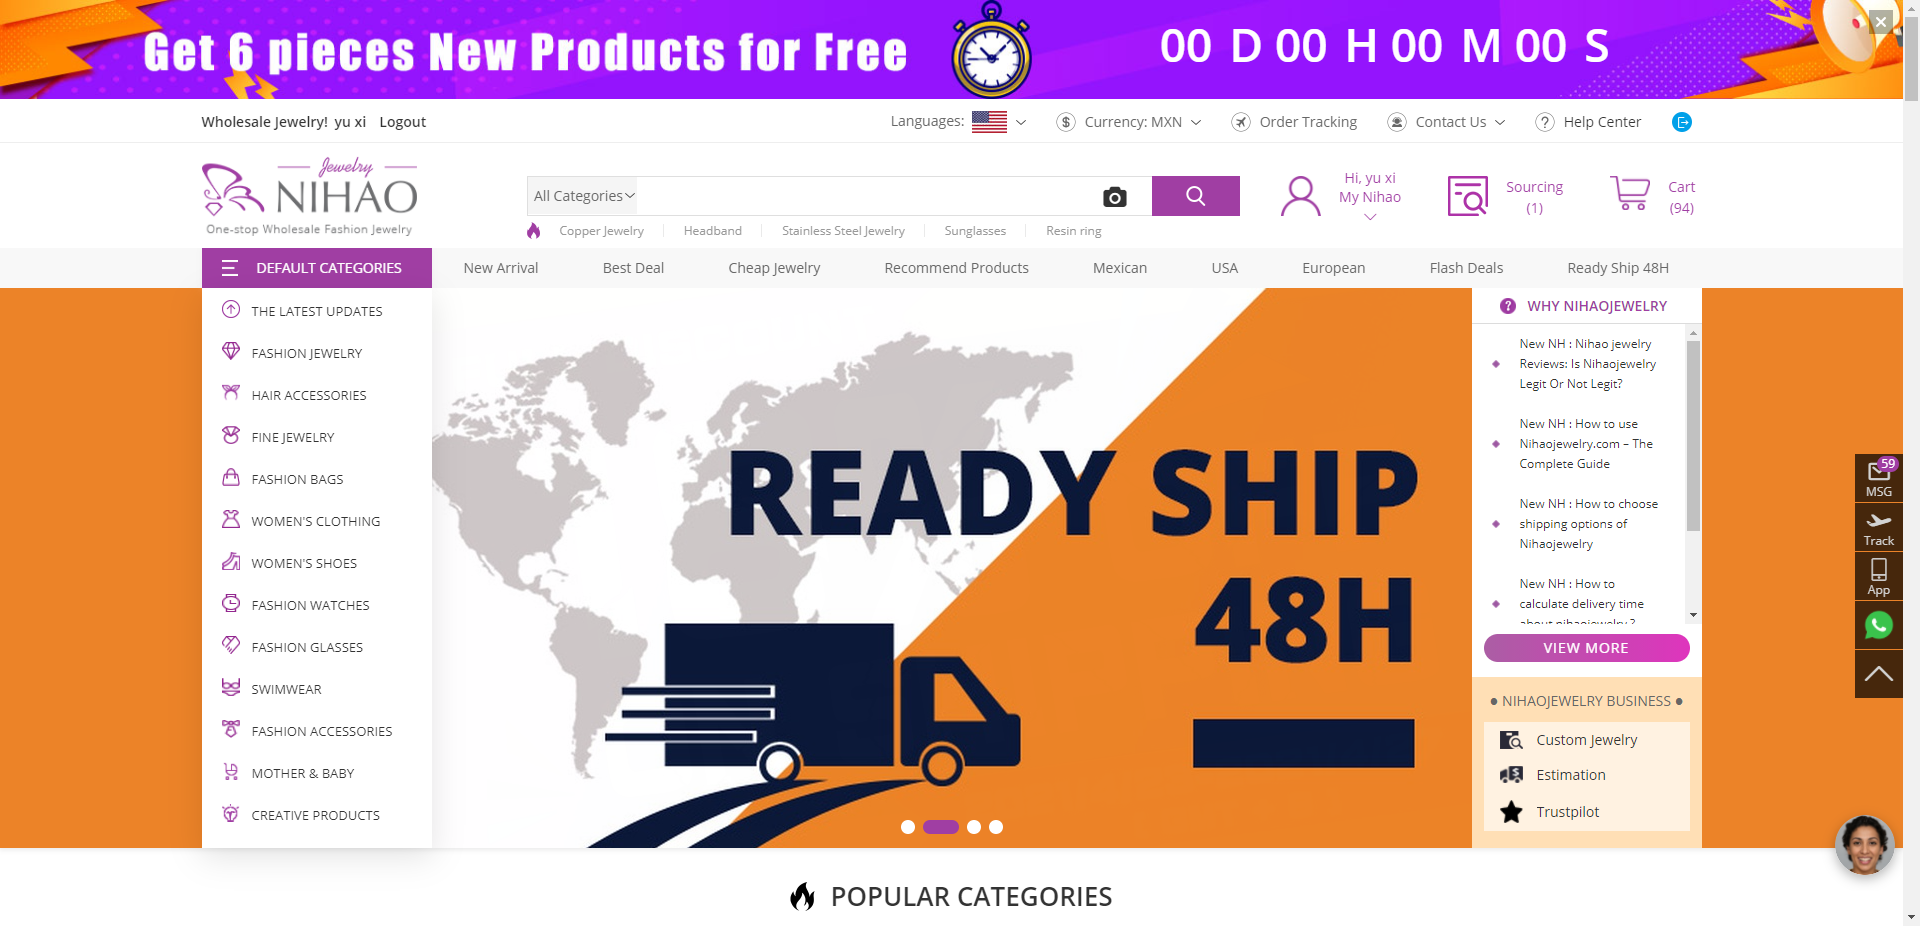 Get 6 pieces New Products for Free
00 D 00 H 00 M 00 S
Wholesale Jewelry! yu xi Logout
Languages:
Currency: MXN
Order Tracking
Contact Us
Help Center
Jewelry
NIHAO
One-stop Wholesale Fashion Jewelry
All Categories
Hi, yu xi
My Nihao
Sourcing
(1)
Cart
(94)
Copper Jewelry
Headband
Stainless Steel Jewelry
Sunglasses
Resin ring
DEFAULT CATEGORIES
New Arrival
Best Deal
Cheap Jewelry
Recommend Products
Mexican
USA
European
Flash Deals
Ready Ship 48H
THE LATEST UPDATES
FASHION JEWELRY
HAIR ACCESSORIES
FINE JEWELRY
FASHION BAGS
WOMEN'S CLOTHING
WOMEN'S SHOES
FASHION WATCHES
FASHION GLASSES
SWIMWEAR
FASHION ACCESSORIES
MOTHER & BABY
CREATIVE PRODUCTS
READY SHIP
48H
WHY NIHAOJEWELRY
New NH : Nihao jewelry
Reviews: Is Nihaojewelry
Legit Or Not Legit?
New NH : How to use
Nihaojewelry.com – The
Complete Guide
New NH : How to choose
shipping options of
Nihaojewelry
New NH : How to
calculate delivery time
about nihaojewelry ?
VIEW MORE
● NIHAOJEWELRY BUSINESS ●
Custom Jewelry
Estimation
Trustpilot
59
MSG
Track
App
POPULAR CATEGORIES